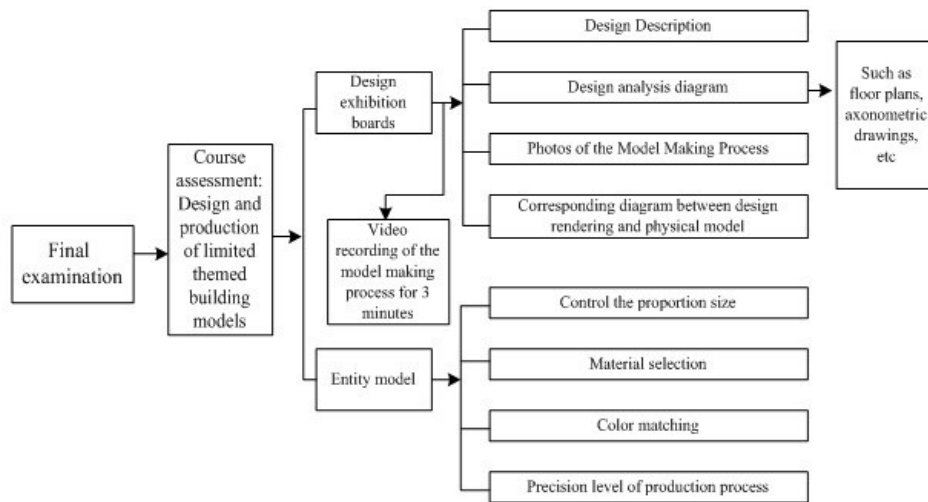 Final
examination
Course
assessment:
Design and
production
of limited
themed
building
models
Design
exhibition
boards
Video
recording of the
model making
process for 3
minutes
Entity model
Design Description
Design analysis diagram
Photos of the Model Making Process
Corresponding diagram between design
rendering and physical model
Such as
floor plans,
axonometric
drawings,
etc
Control the proportion size
Material selection
Color matching
Precision level of production process